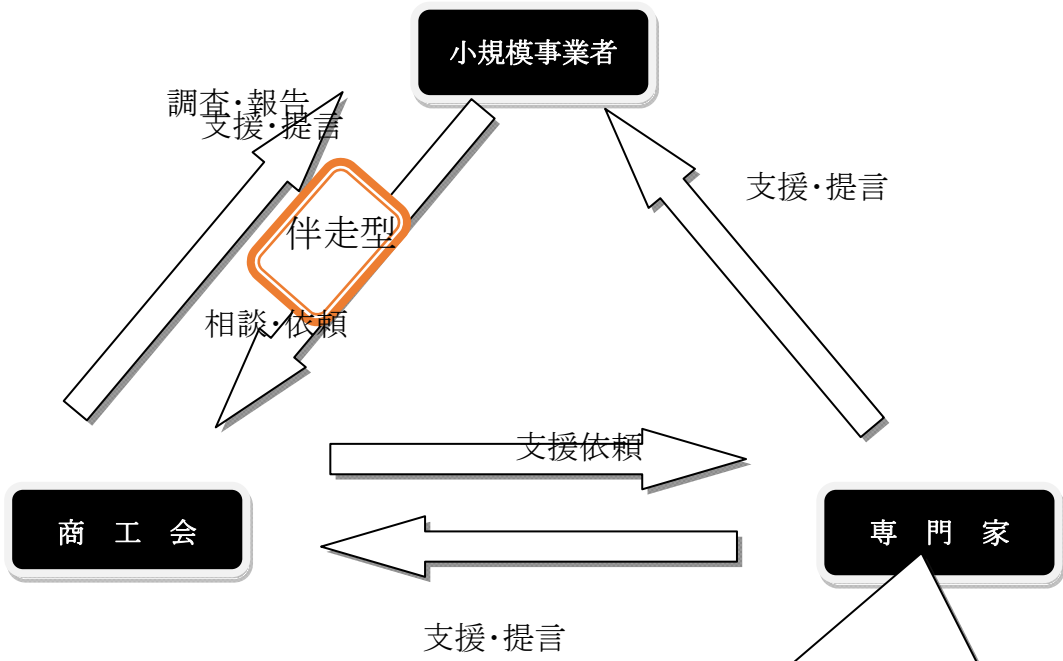 小規模事業者
調査・報告
支援・提言
支援・提言
伴走型
相談・依頼
支援依頼
商　工　会
専　門　家
支援・提言